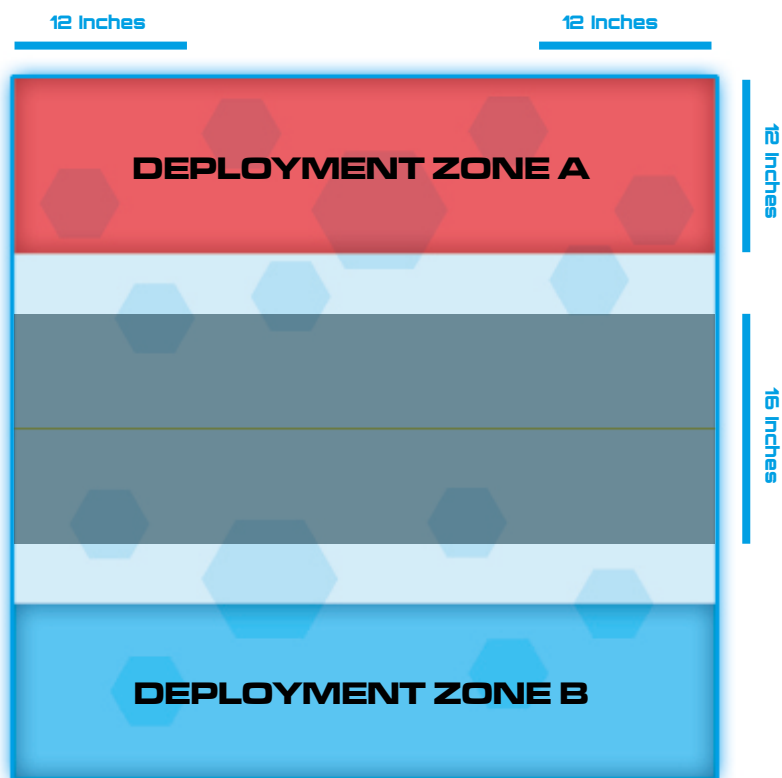 12 Inches
12 Inches
12 Inches
DEPLOYMENT ZONE A
16 Inches
DEPLOYMENT ZONE B